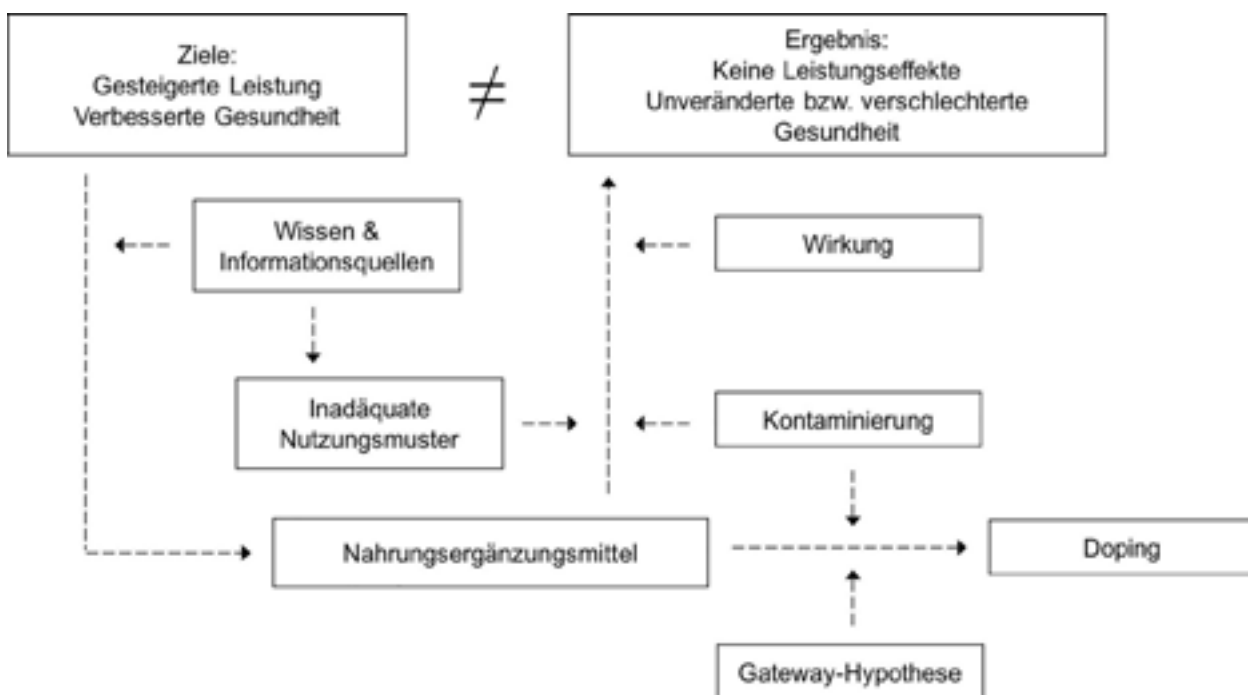 Ziele:
Gesteigerte Leistung
Verbesserte Gesundheit
≠
Ergebnis:
Keine Leistungseffekte
Unveränderte bzw. verschlechterte
Gesundheit
Wissen &
Informationsquellen
Wirkung
Inadäquate
Nutzungsmuster
Kontaminierung
Nahrungsergänzungsmittel
Doping
Gateway-Hypothese